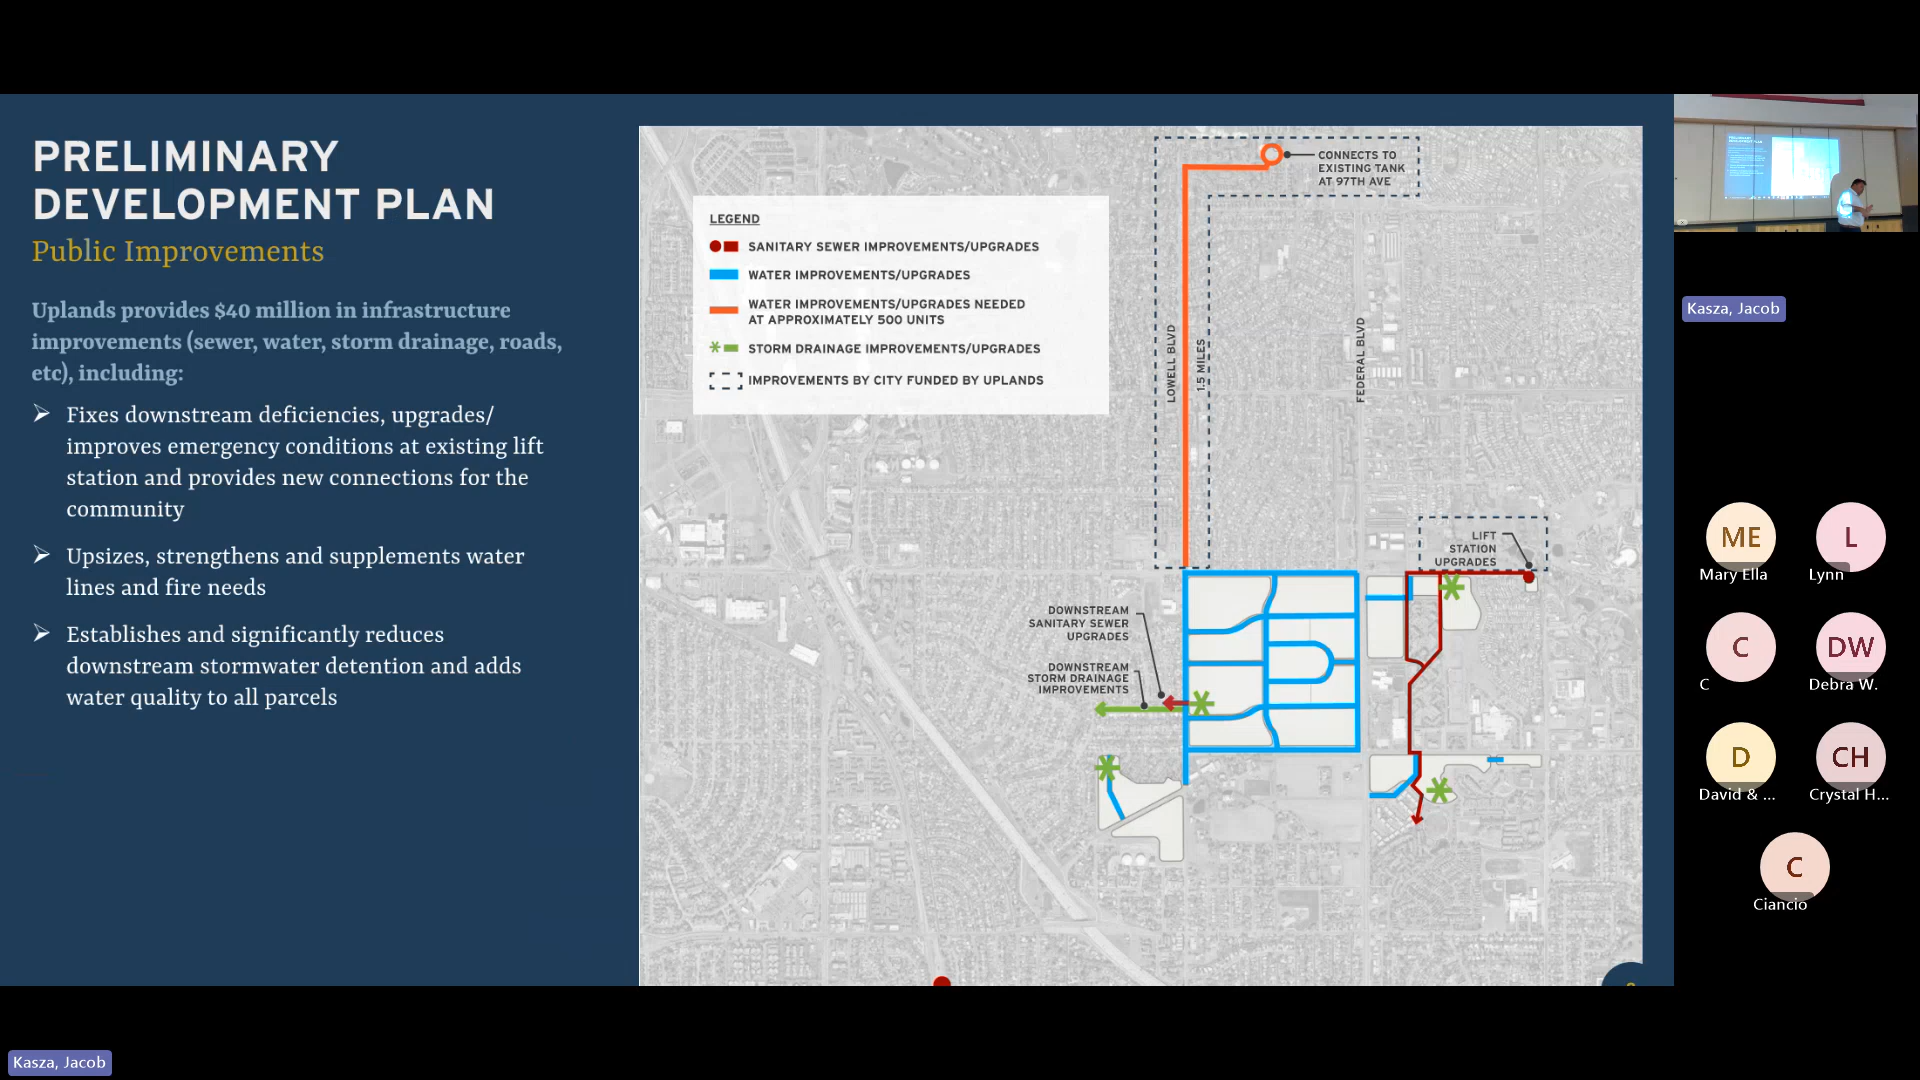 PRELIMINARY
DEVELOPMENT PLAN
Public Improvements
Uplands provides $40 million in infrastructure
improvements (sewer, water, storm drainage, roads,
etc), including:
Fixes downstream deficiencies, upgrades/
improves emergency conditions at existing lift
station and provides new connections for the
community
Upsizes, strengthens and supplements water
lines and fire needs
Establishes and significantly reduces
downstream stormwater detention and adds
water quality to all parcels
LEGEND
SANITARY SEWER IMPROVEMENTS/UPGRADES
WATER IMPROVEMENTS/UPGRADES
WATER IMPROVEMENTS/UPGRADES NEEDED
AT APPROXIMATELY 500 UNITS
STORM DRAINAGE IMPROVEMENTS/UPGRADES
IMPROVEMENTS BY CITY FUNDED BY UPLANDS
CONNECTS TO
EXISTING TANK
AT 97TH AVE
LOWELL BLVD
1.5 MILES
FEDERAL BLVD
LIFT
STATION
UPGRADES
DOWNSTREAM
SANITARY SEWER
UPGRADES
DOWNSTREAM
STORM DRAINAGE
IMPROVEMENTS
Kasza, Jacob
ME
Mary Ella
L
Lynn
C
C
DW
Debra W.
D
David & ...
CH
Crystal H...
C
Ciancio
Kasza, Jacob